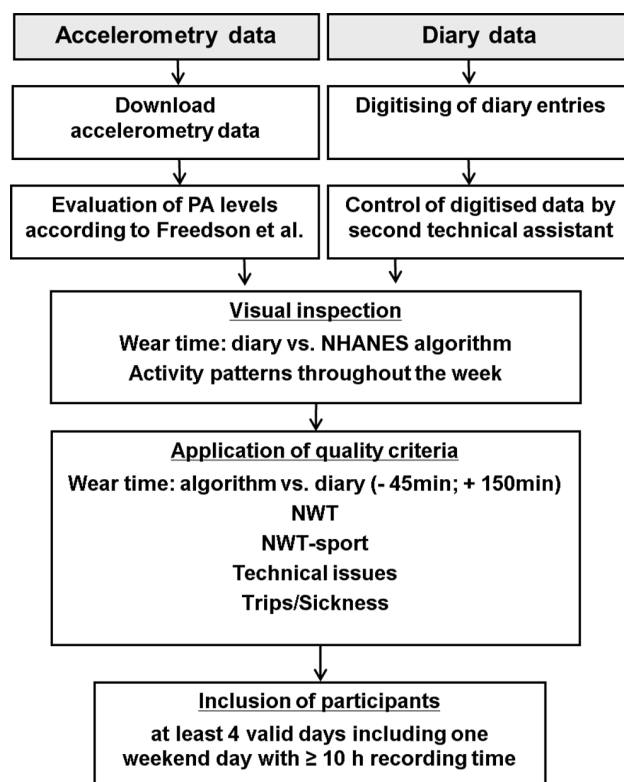 Accelerometry data
Diary data
Download
accelerometry data
Digitising of diary entries
Evaluation of PA levels
according to Freedson et al.
Control of digitised data by
second technical assistant
Visual inspection
Wear time: diary vs. NHANES algorithm
Activity patterns throughout the week
Application of quality criteria
Wear time: algorithm vs. diary (- 45min; + 150min)
NWT
NWT-sport
Technical issues
Trips/Sickness
Inclusion of participants
at least 4 valid days including one
weekend day with ≥ 10 h recording time